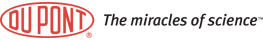 DU PONT The miracles of science™